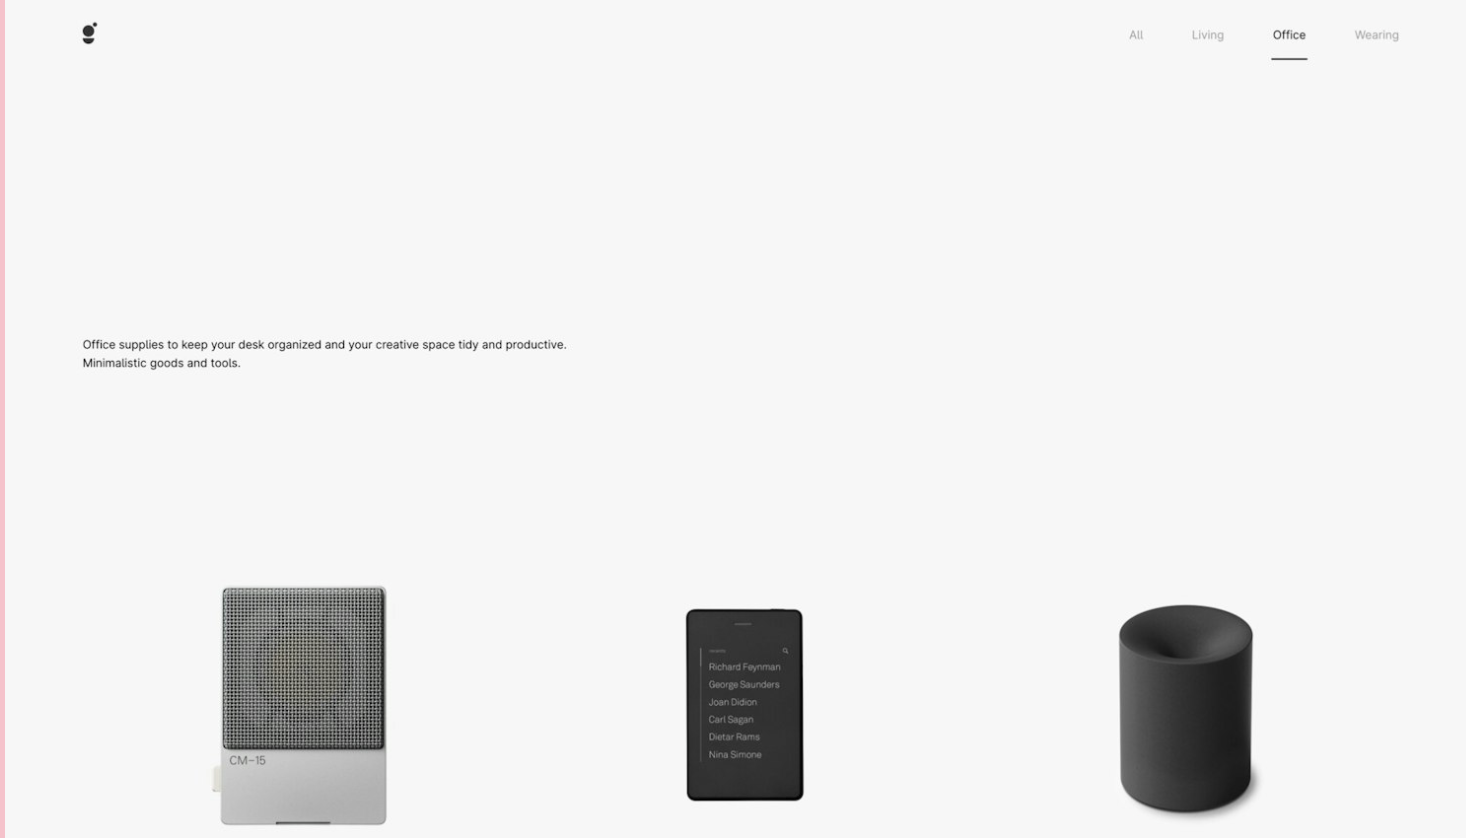 All
Living
Office
Wearing
Office supplies to keep your desk organized and your creative space tidy and productive.
Minimalistic goods and tools.
CM-15
Richard Feynman
George Saunders
Joan Didion
Carl Sagan
Dietar Rams
Nina Simone